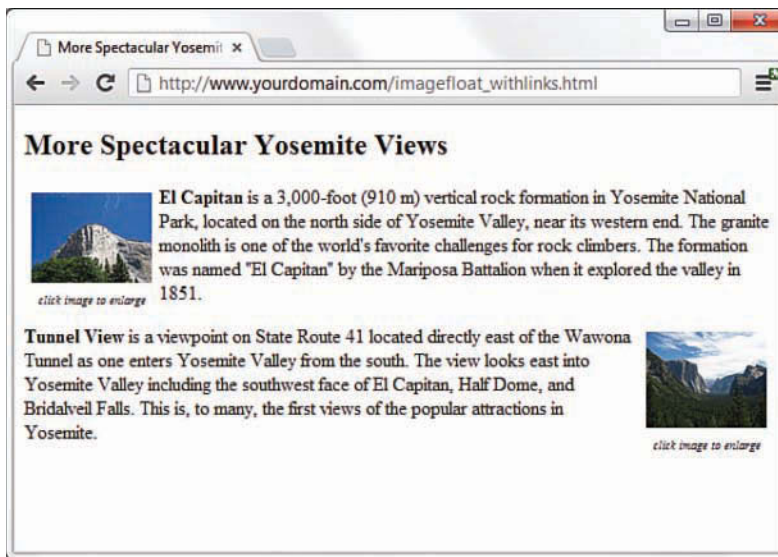 More Spectacular Yosemit
http://www.yourdomain.com/imagefloat_withlinks.html
More Spectacular Yosemite Views
El Capitan is a 3,000-foot (910 m) vertical rock formation in Yosemite National
Park, located on the north side of Yosemite Valley, near its western end. The granite
monolith is one of the world's favorite challenges for rock climbers. The formation
was named "El Capitan" by the Mariposa Battalion when it explored the valley in
1851.
click image to enlarge
Tunnel View is a viewpoint on State Route 41 located directly east of the Wawona
Tunnel as one enters Yosemite Valley from the south. The view looks east into
Yosemite Valley including the southwest face of El Capitan, Half Dome, and
Bridalveil Falls. This is, to many, the first views of the popular attractions in
Yosemite.
click image to enlarge